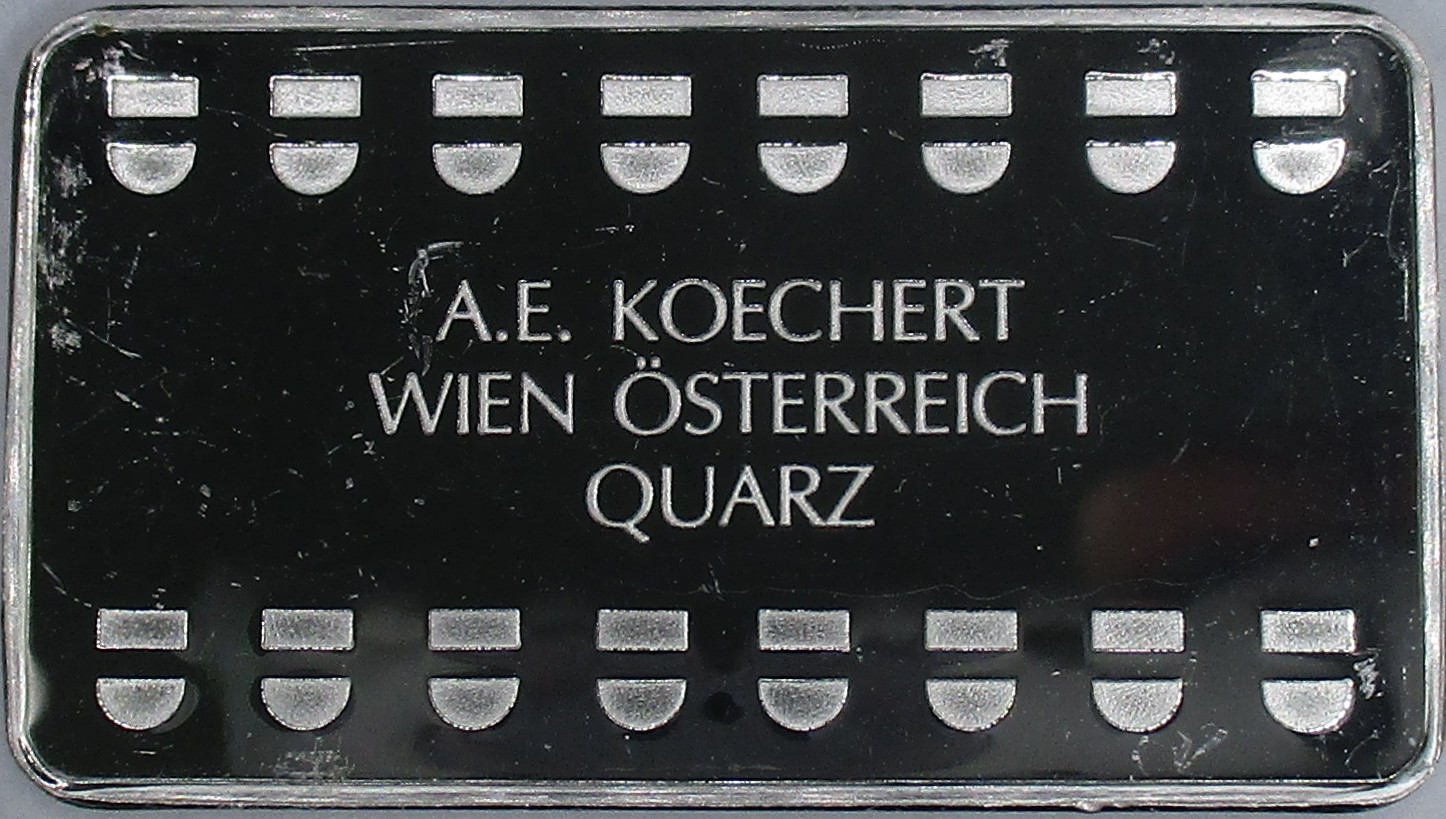 A.E. KOECHERT
WIEN ÖSTERREICH
QUARZ